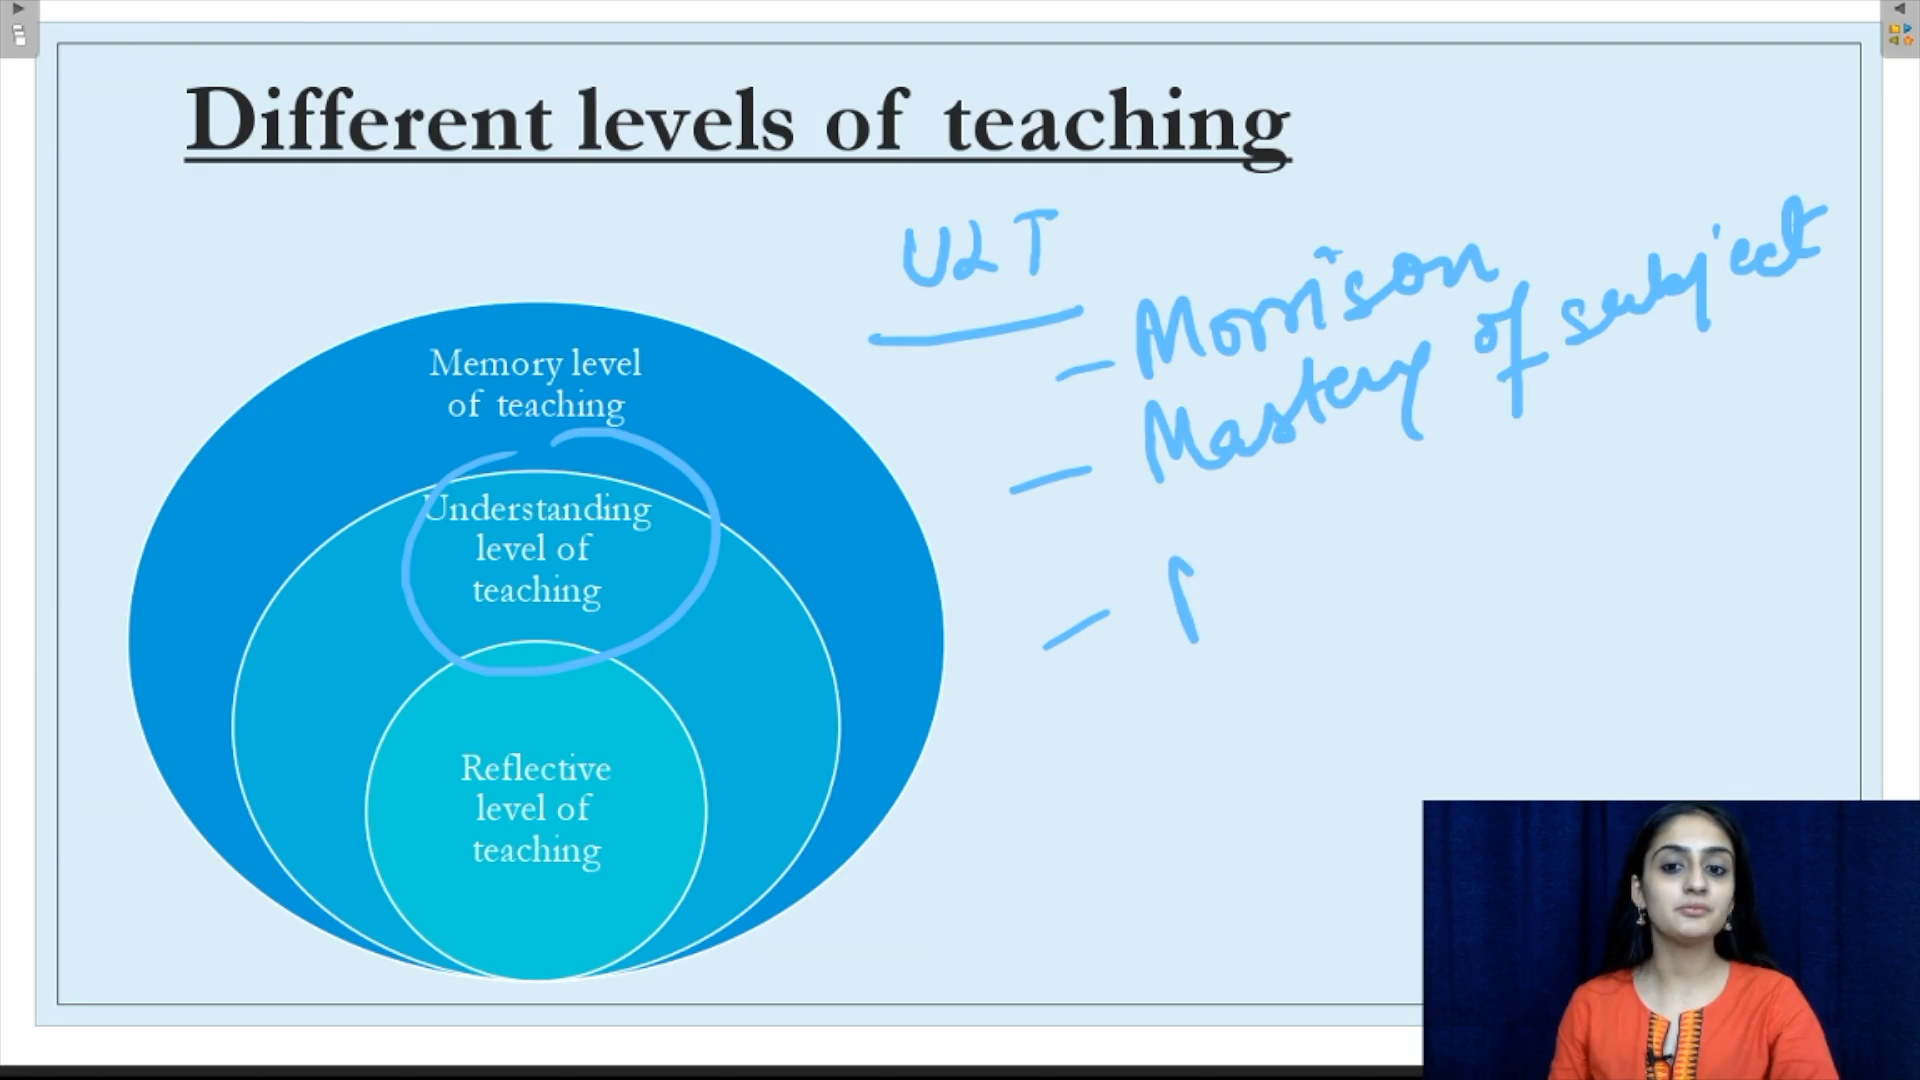 Different levels of teaching
ULT
- Morrison
- Mastery of subject
-
Memory level
of teaching
Understanding
level of
teaching
Reflective
level of
teaching